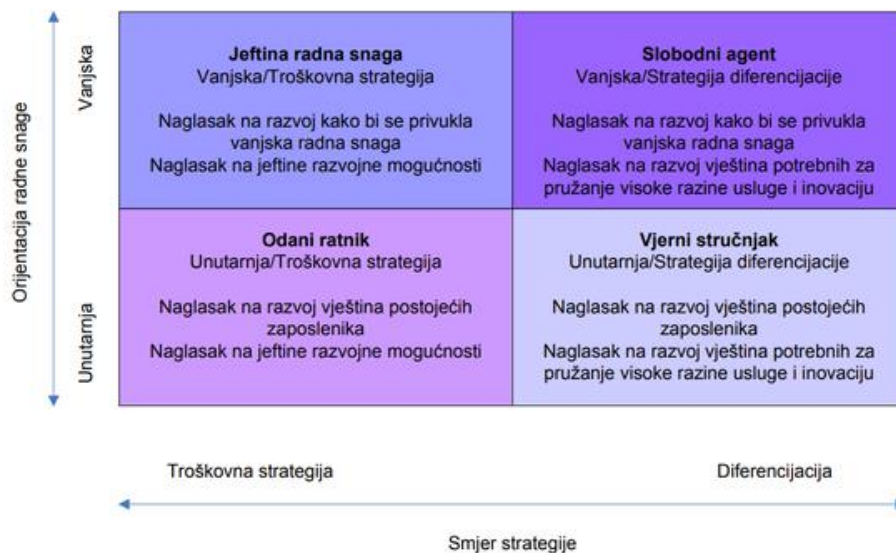 Orijentacija radne snage
Vanjska
Unutarnja
Jeftina radna snaga
Vanjska/Troškovna strategija
Naglasak na razvoj kako bi se privukla
vanjska radna snaga
Naglasak na jeftine razvojne mogućnosti
Slobodni agent
Vanjska/Strategija diferencijacije
Naglasak na razvoj kako bi se privukla
vanjska radna snaga
Naglasak na razvoj vještina potrebnih za
pružanje visoke razine usluge i inovaciju
Odani ratnik
Unutarnja/Troškovna strategija
Naglasak na razvoj vještina postojećih
zaposlenika
Naglasak na jeftine razvojne mogućnosti
Vjerni stručnjak
Unutarnja/Strategija diferencijacije
Naglasak na razvoj vještina postojećih
zaposlenika
Naglasak na razvoj vještina potrebnih za
pružanje visoke razine usluge i inovaciju
Troškovna strategija
Diferencijacija
Smjer strategije